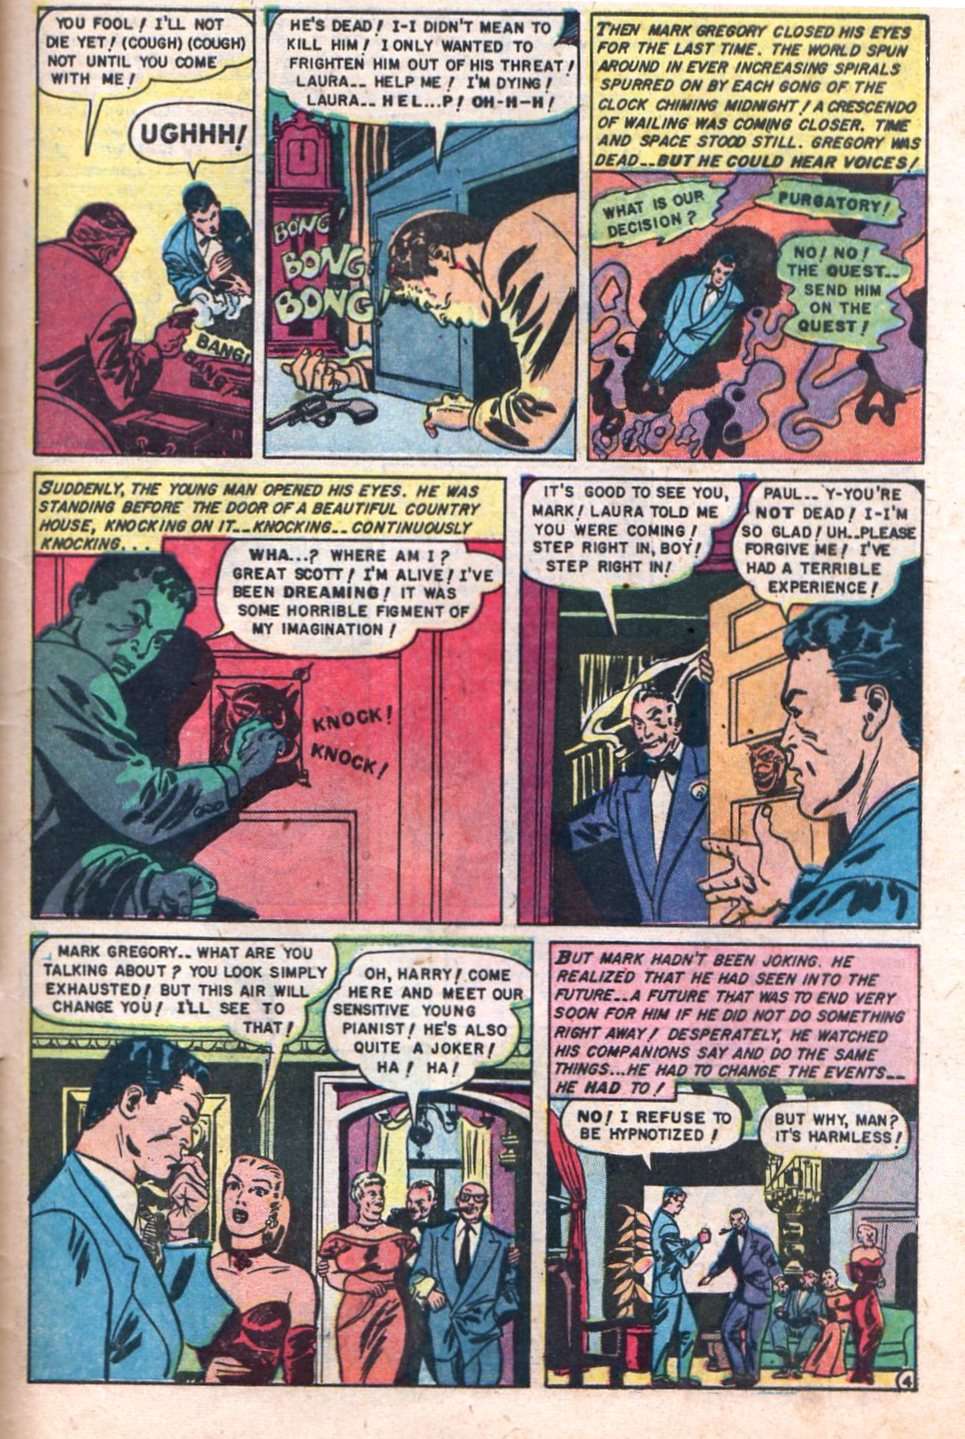 YOU FOOL! I'LL NOT
DIE YET! (COUGH) (COUGH)
NOT UNTIL YOU COME
WITH ME!
UGHHH!
BANG!
BANG!
HE'S DEAD! I-I DIDN'T MEAN TO
KILL HIM! I ONLY WANTED TO
FRIGHTEN HIM OUT OF HIS THREAT!
LAURA-- HELP ME! I'M DYING!
LAURA-- HEL...P! OH-H-H!
BONG!
BONG!
BONG!
THEN MARK GREGORY CLOSED HIS EYES
FOR THE LAST TIME. THE WORLD SPUN
AROUND IN EVER INCREASING SPIRALS
SPURRED ON BY EACH GONG OF THE
CLOCK CHIMING MIDNIGHT! A CRESCENDO
OF WAILING WAS COMING CLOSER. TIME
AND SPACE STOOD STILL. GREGORY WAS
DEAD--BUT HE COULD HEAR VOICES!
WHAT IS OUR
DECISION?
PURGATORY!
NO! NO!
THE QUEST--
SEND HIM
ON THE
QUEST!
SUDDENLY, THE YOUNG MAN OPENED HIS EYES. HE WAS
STANDING BEFORE THE DOOR OF A BEAUTIFUL COUNTRY
HOUSE, KNOCKING ON IT--KNOCKING--CONTINUOUSLY
KNOCKING...
WHA...? WHERE AM I?
GREAT SCOTT! I'M ALIVE! I'VE
BEEN DREAMING! IT WAS
SOME HORRIBLE FIGMENT OF
MY IMAGINATION!
KNOCK!
KNOCK!
IT'S GOOD TO SEE YOU,
MARK! LAURA TOLD ME
YOU WERE COMING!
STEP RIGHT IN, BOY!
STEP RIGHT IN!
PAUL-- Y-YOU'RE
NOT DEAD! I-I'M
SO GLAD! UH--PLEASE
FORGIVE ME! I'VE
HAD A TERRIBLE
EXPERIENCE!
MARK GREGORY-- WHAT ARE YOU
TALKING ABOUT? YOU LOOK SIMPLY
EXHAUSTED! BUT THIS AIR WILL
CHANGE YOU! I'LL SEE TO
THAT!
OH, HARRY! COME
HERE AND MEET OUR
SENSITIVE YOUNG
PIANIST! HE'S ALSO
QUITE A JOKER!
HA! HA!
BUT MARK HADN'T BEEN JOKING. HE
REALIZED THAT HE HAD SEEN INTO THE
FUTURE--A FUTURE THAT WAS TO END VERY
SOON FOR HIM IF HE DID NOT DO SOMETHING
RIGHT AWAY! DESPERATELY, HE WATCHED
HIS COMPANIONS SAY AND DO THE SAME
THINGS...HE HAD TO CHANGE THE EVENTS--
HE HAD TO!
NO! I REFUSE TO
BE HYPNOTIZED!
BUT WHY, MAN?
IT'S HARMLESS!
4